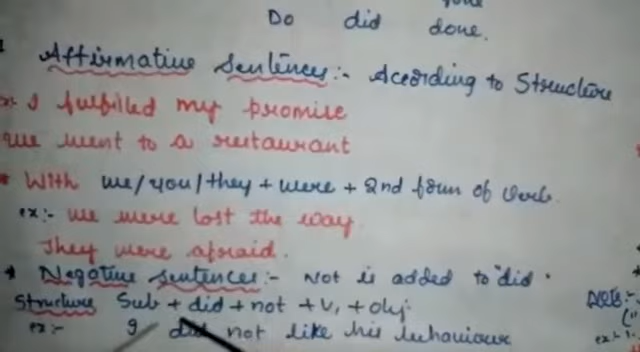 Do did done.
Affirmative Sentences:- According to Structure
I fulfilled my promise
we went to a restaurant
* With we/you/they + were + 2nd form of verb
ex:- we were lost the way
They were afraid.
* Negative sentences:- Not is added to "did".
Structure Sub + did + not + V₁ + obj.
ex:- I did not like his behaviour